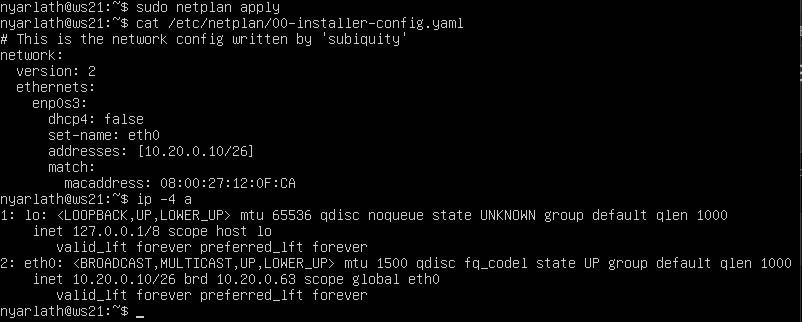 nyarlath@ws21:~$ sudo netplan apply
nyarlath@ws21:~$ cat /etc/netplan/00-installer-config.yaml
# This is the network config written by 'subiquity'
network:
  version: 2
  ethernets:
    enp0s3:
      dhcp4: false
      set-name: eth0
      addresses: [10.20.0.10/26]
      match:
        macaddress: 08:00:27:12:0F:CA
nyarlath@ws21:~$ ip -4 a
1: lo: <LOOPBACK,UP,LOWER_UP> mtu 65536 qdisc noqueue state UNKNOWN group default qlen 1000
    inet 127.0.0.1/8 scope host lo
       valid_lft forever preferred_lft forever
2: eth0: <BROADCAST,MULTICAST,UP,LOWER_UP> mtu 1500 qdisc fq_codel state UP group default qlen 1000
    inet 10.20.0.10/26 brd 10.20.0.63 scope global eth0
       valid_lft forever preferred_lft forever
nyarlath@ws21:~$ _